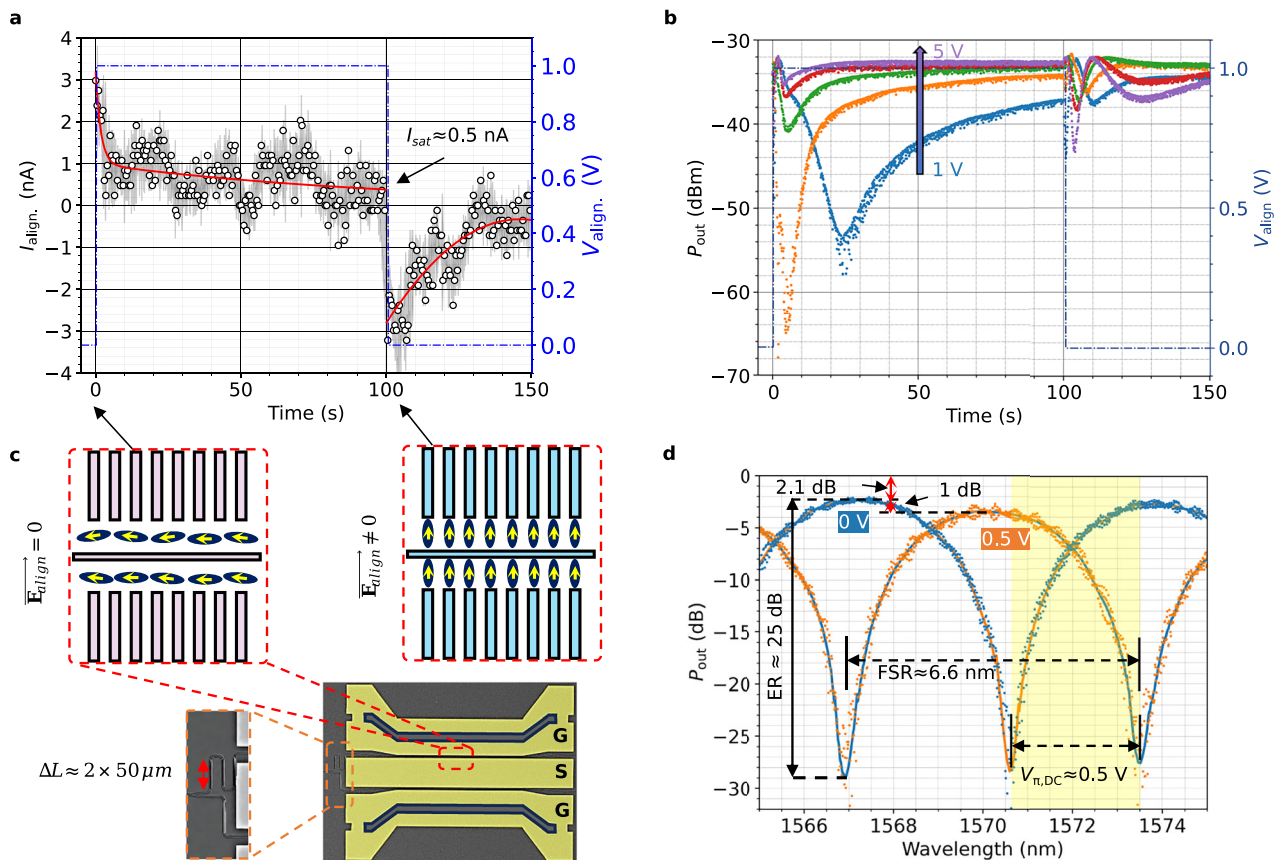 a
4
3
2
1
0
−1
−2
−3
−4
I_align. (nA)
0
50
100
150
Time (s)
1.0
0.8
0.6
0.4
0.2
0.0
V_align. (V)
I_sat≈0.5 nA
b
−30
−35
−40
−45
−50
−55
−60
−65
−70
P_out (dBm)
0
50
100
150
Time (s)
1.0
0.5
0.0
V_align. (V)
5 V
1 V
c
E_align = 0
E_align ≠ 0
G
S
G
ΔL ≈ 2 × 50 μm
d
0
−5
−10
−15
−20
−25
−30
P_out (dB)
1566
1568
1570
1572
1574
Wavelength (nm)
2.1 dB
1 dB
0 V
0.5 V
ER ≈ 25 dB
FSR≈6.6 nm
V_π,DC≈0.5 V